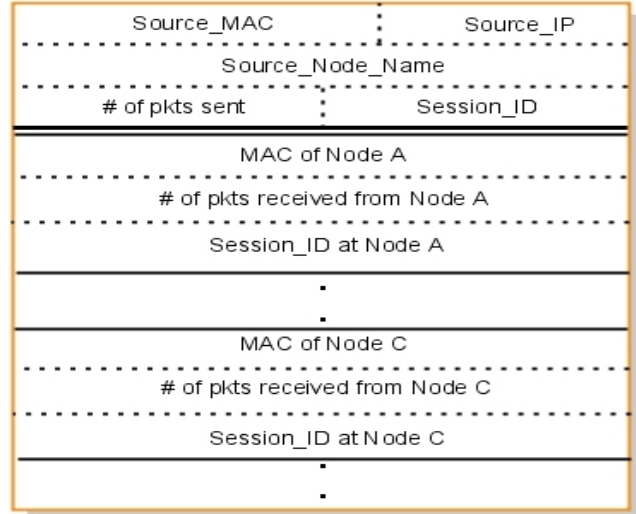 Source_MAC Source_IP
Source_Node_Name
# of pkts sent Session_ID
MAC of Node A
# of pkts received from Node A
Session_ID at Node A
MAC of Node C
# of pkts received from Node C
Session_ID at Node C